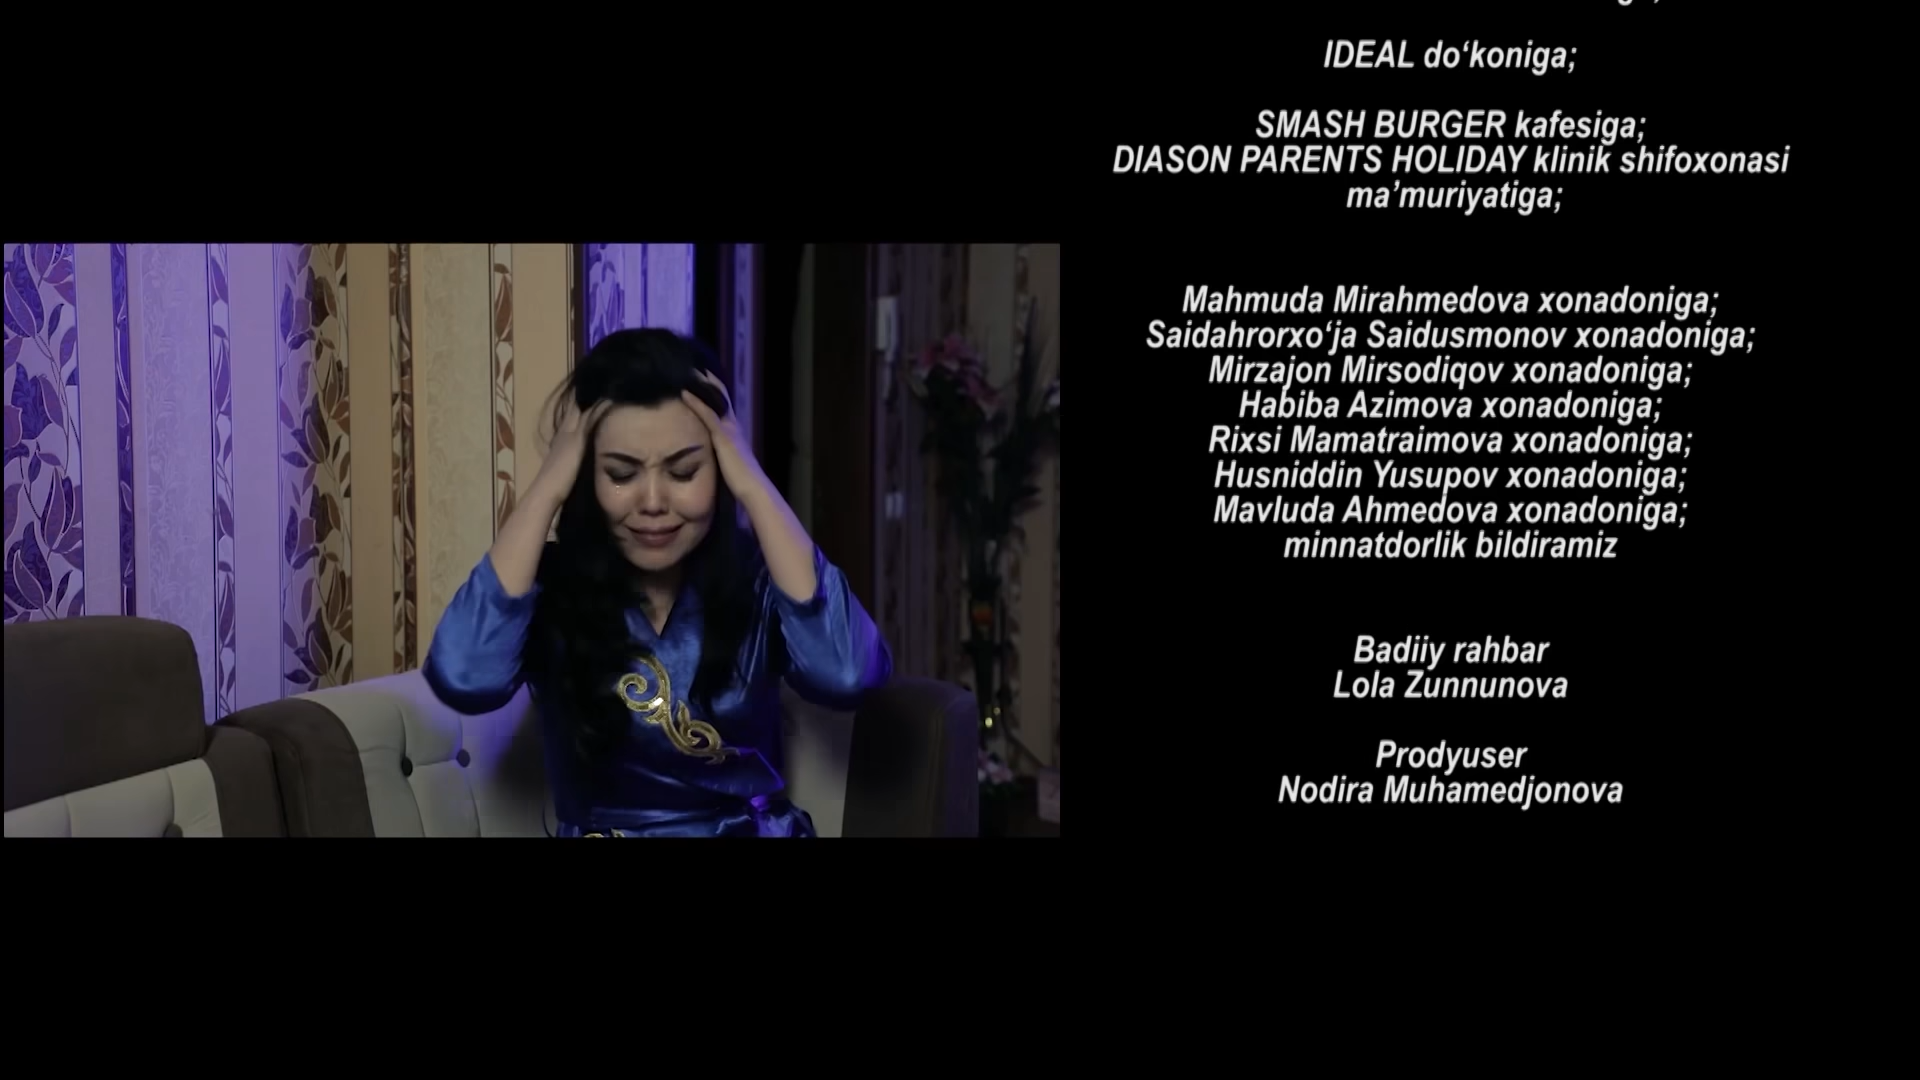 IDEAL do‘koniga;
SMASH BURGER kafesiga;
DIASON PARENTS HOLIDAY klinik shifoxonasi
ma’muriyatiga;
Mahmuda Mirahmedova xonadoniga;
Saidahrorxo‘ja Saidusmonov xonadoniga;
Mirzajon Mirsodiqov xonadoniga;
Habiba Azimova xonadoniga;
Rixsi Mamatraimova xonadoniga;
Husniddin Yusupov xonadoniga;
Mavluda Ahmedova xonadoniga;
minnatdorlik bildiramiz
Badiiy rahbar
Lola Zunnunova
Prodyuser
Nodira Muhamedjonova